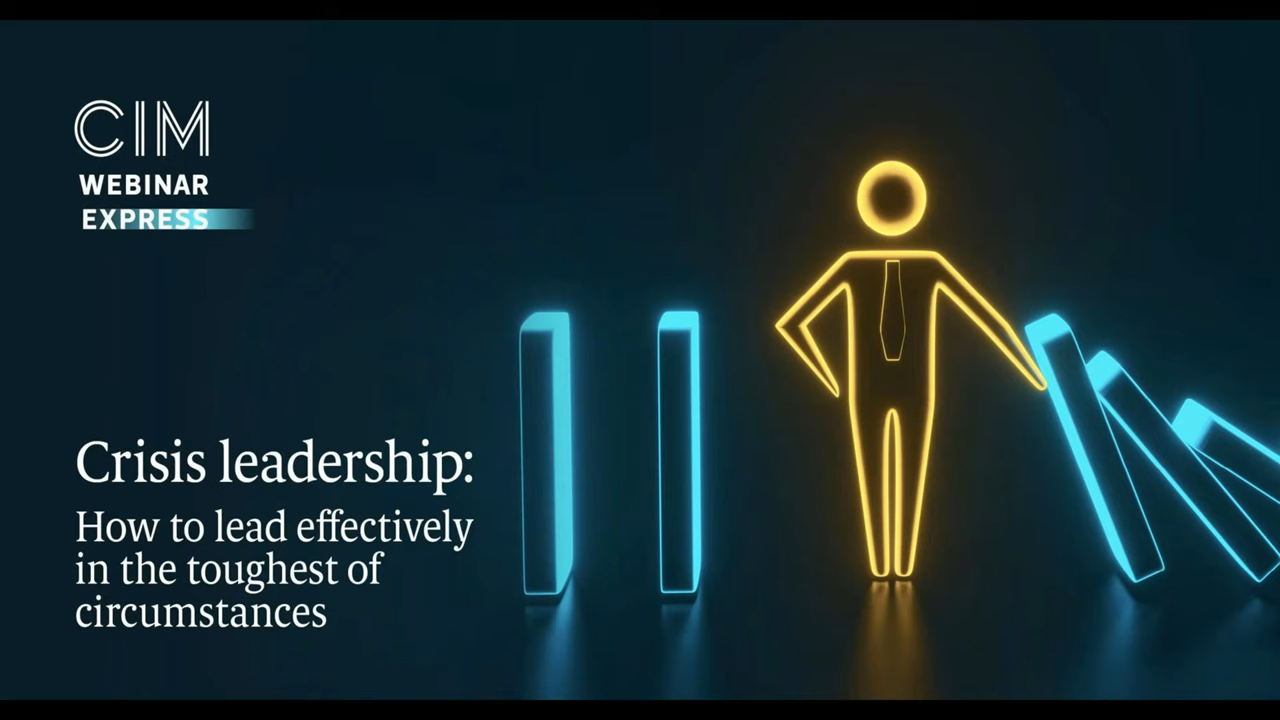 CIM
WEBINAR
EXPRESS
Crisis leadership:
How to lead effectively
in the toughest of
circumstances